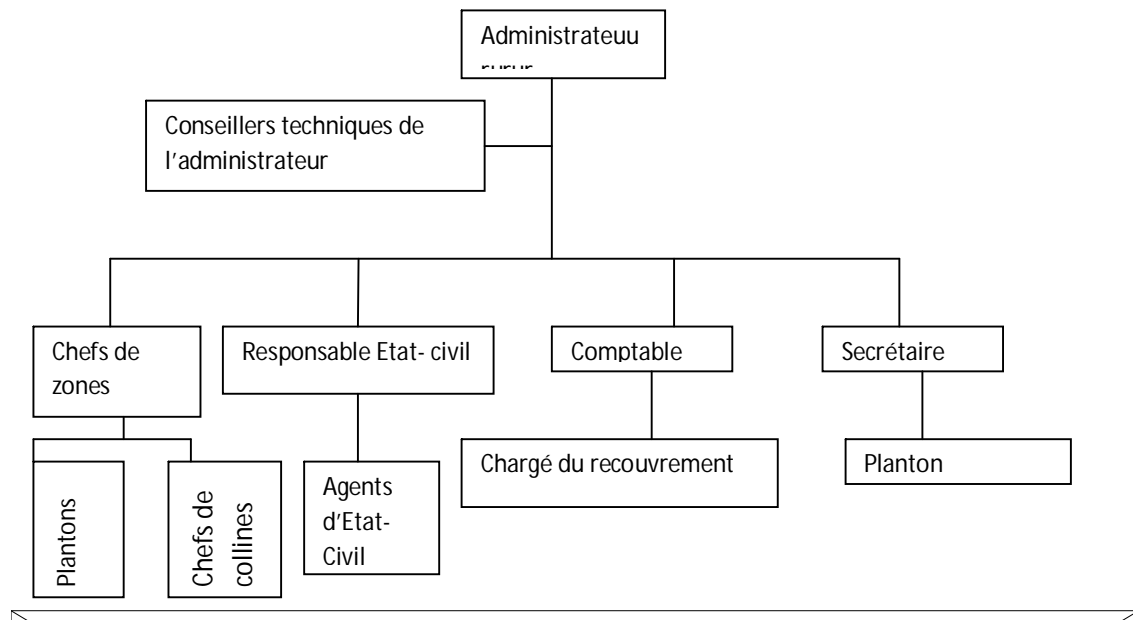 Administrateuu
Conseillers techniques de
l'administrateur
Chefs de
zones
Responsable Etat- civil
Comptable
Secrétaire
Plantons
Chefs de
collines
Agents
d'Etat-
Civil
Chargé du recouvrement
Planton